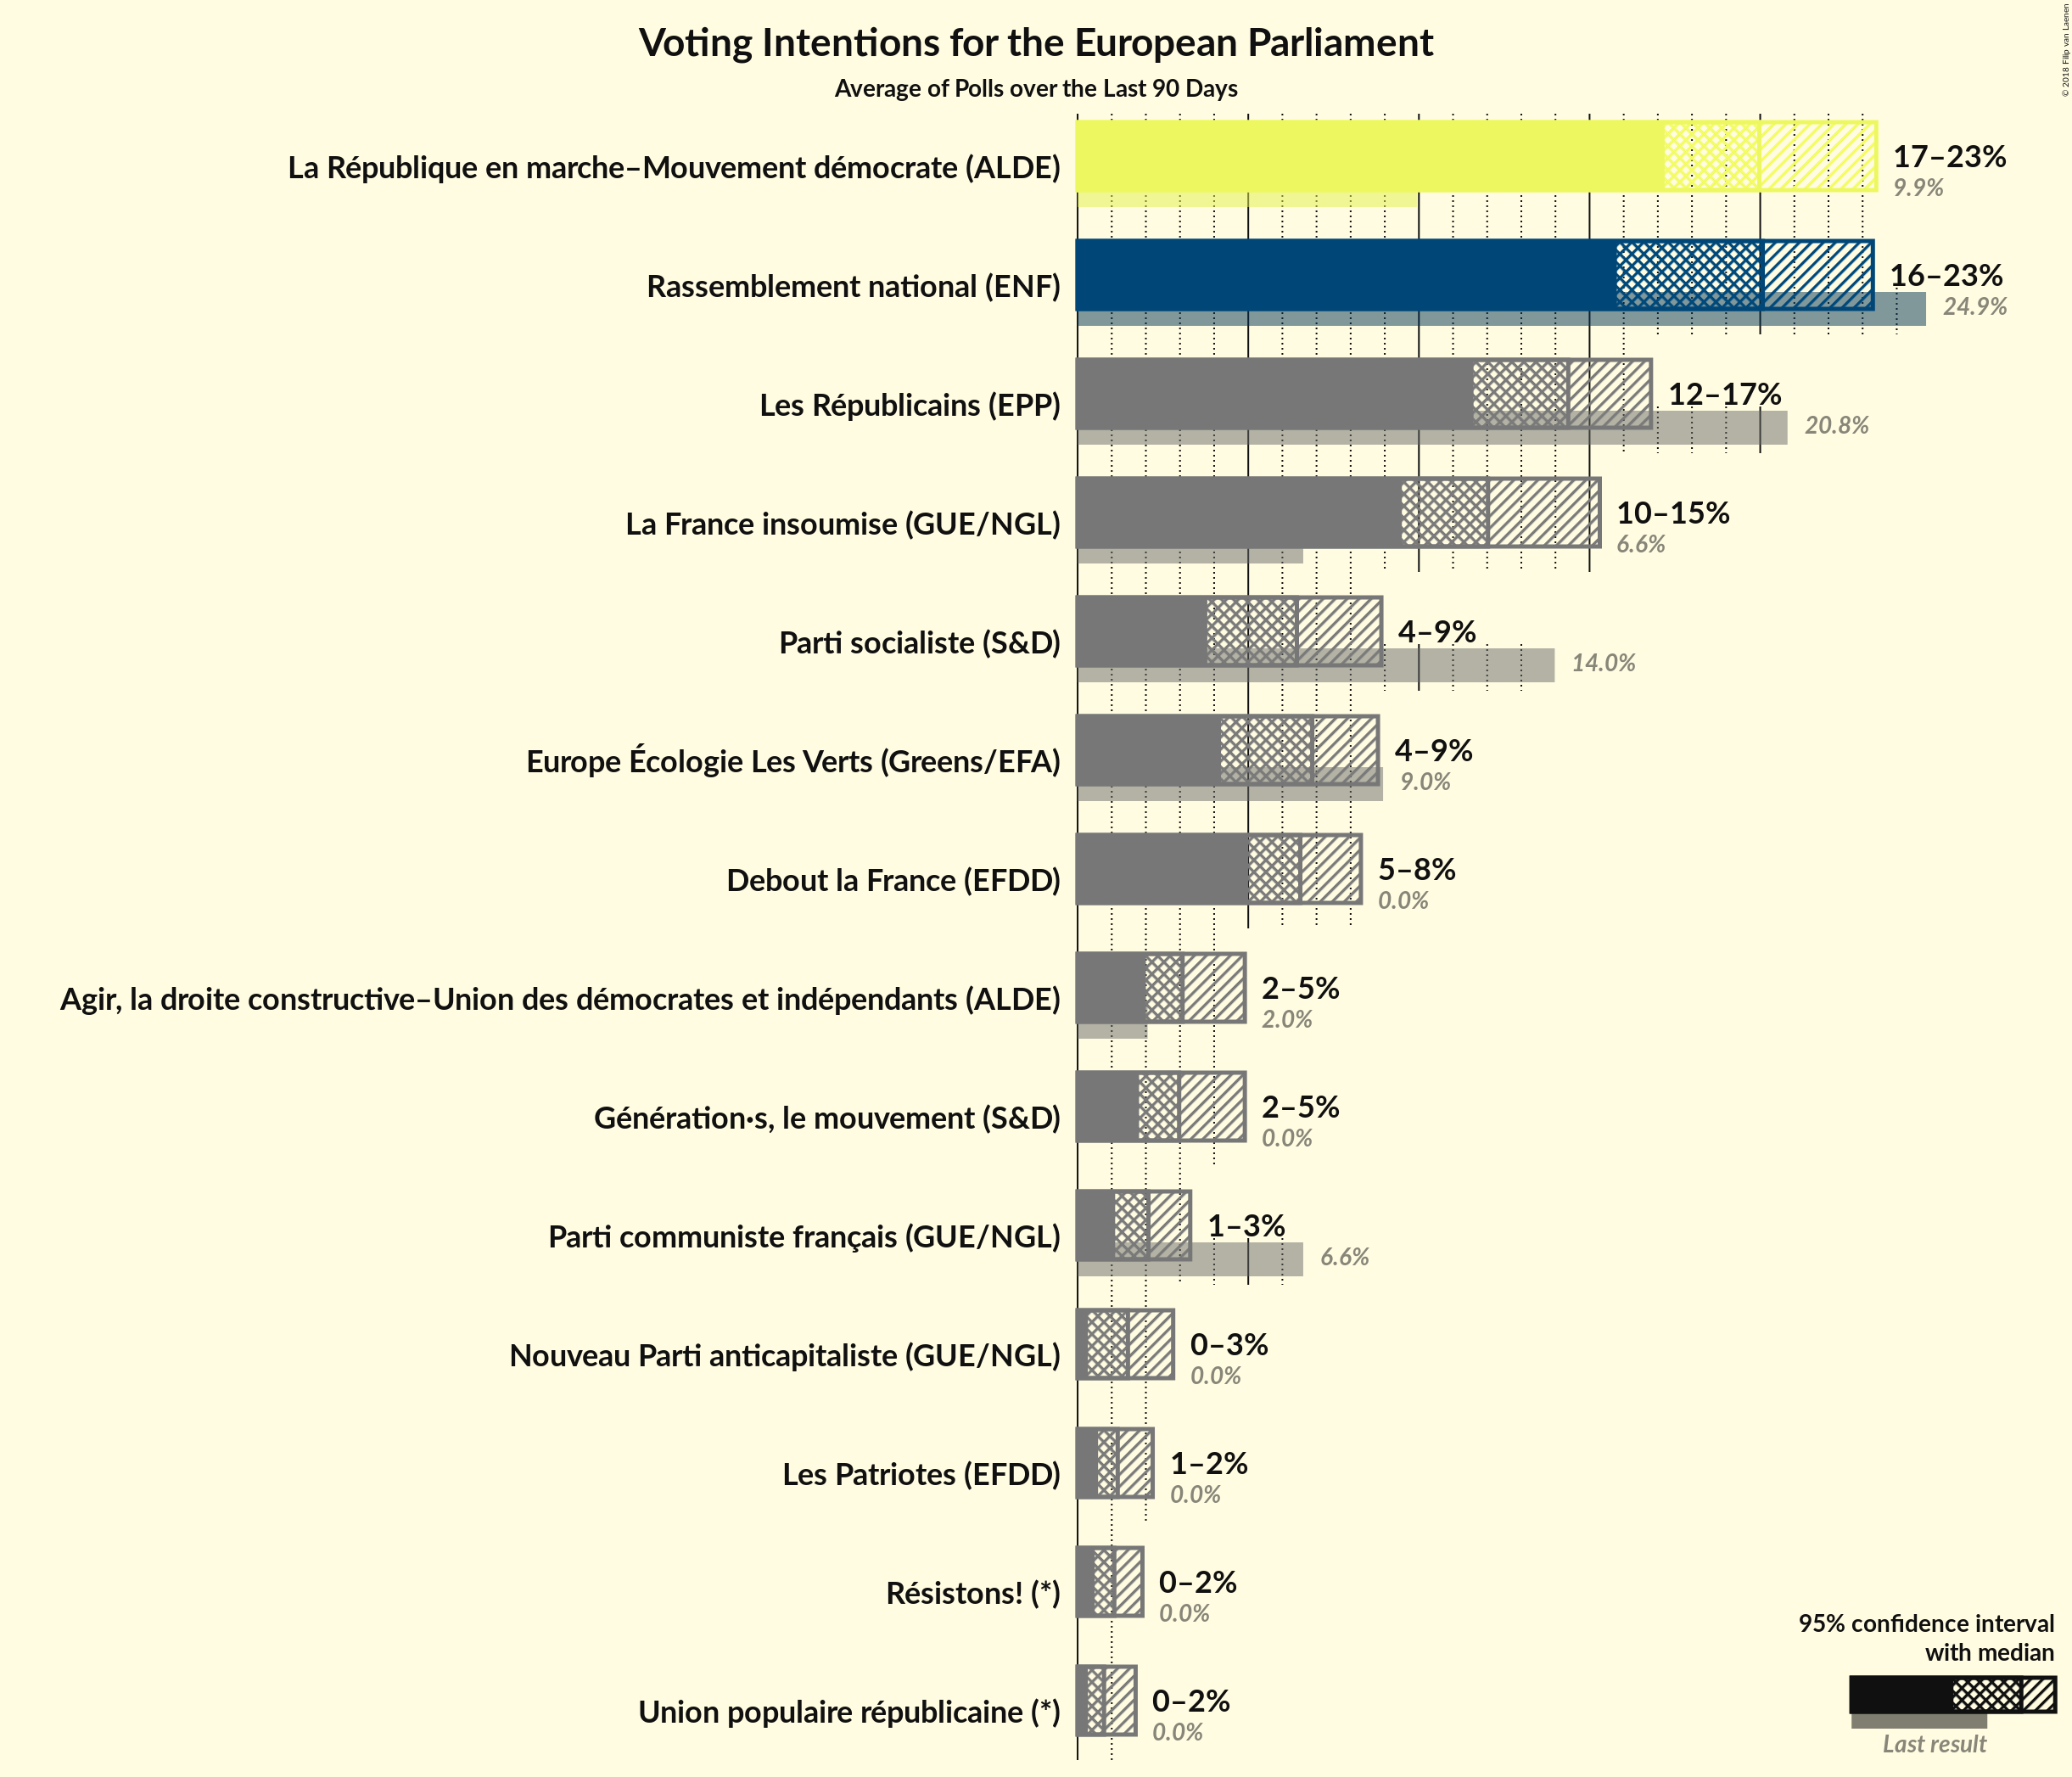 Voting Intentions for the European Parliament
Average of Polls over the Last 90 Days
© 2018 Filip van Laenen
La République en marche–Mouvement démocrate (ALDE)
17–23%
9.9%
Rassemblement national (ENF)
16–23%
24.9%
Les Républicains (EPP)
12–17%
20.8%
La France insoumise (GUE/NGL)
10–15%
6.6%
Parti socialiste (S&D)
4–9%
14.0%
Europe Écologie Les Verts (Greens/EFA)
4–9%
9.0%
Debout la France (EFDD)
5–8%
0.0%
Agir, la droite constructive–Union des démocrates et indépendants (ALDE)
2–5%
2.0%
Génération·s, le mouvement (S&D)
2–5%
0.0%
Parti communiste français (GUE/NGL)
1–3%
6.6%
Nouveau Parti anticapitaliste (GUE/NGL)
0–3%
0.0%
Les Patriotes (EFDD)
1–2%
0.0%
Résistons! (*)
0–2%
0.0%
Union populaire républicaine (*)
0–2%
0.0%
95% confidence interval
with median
Last result